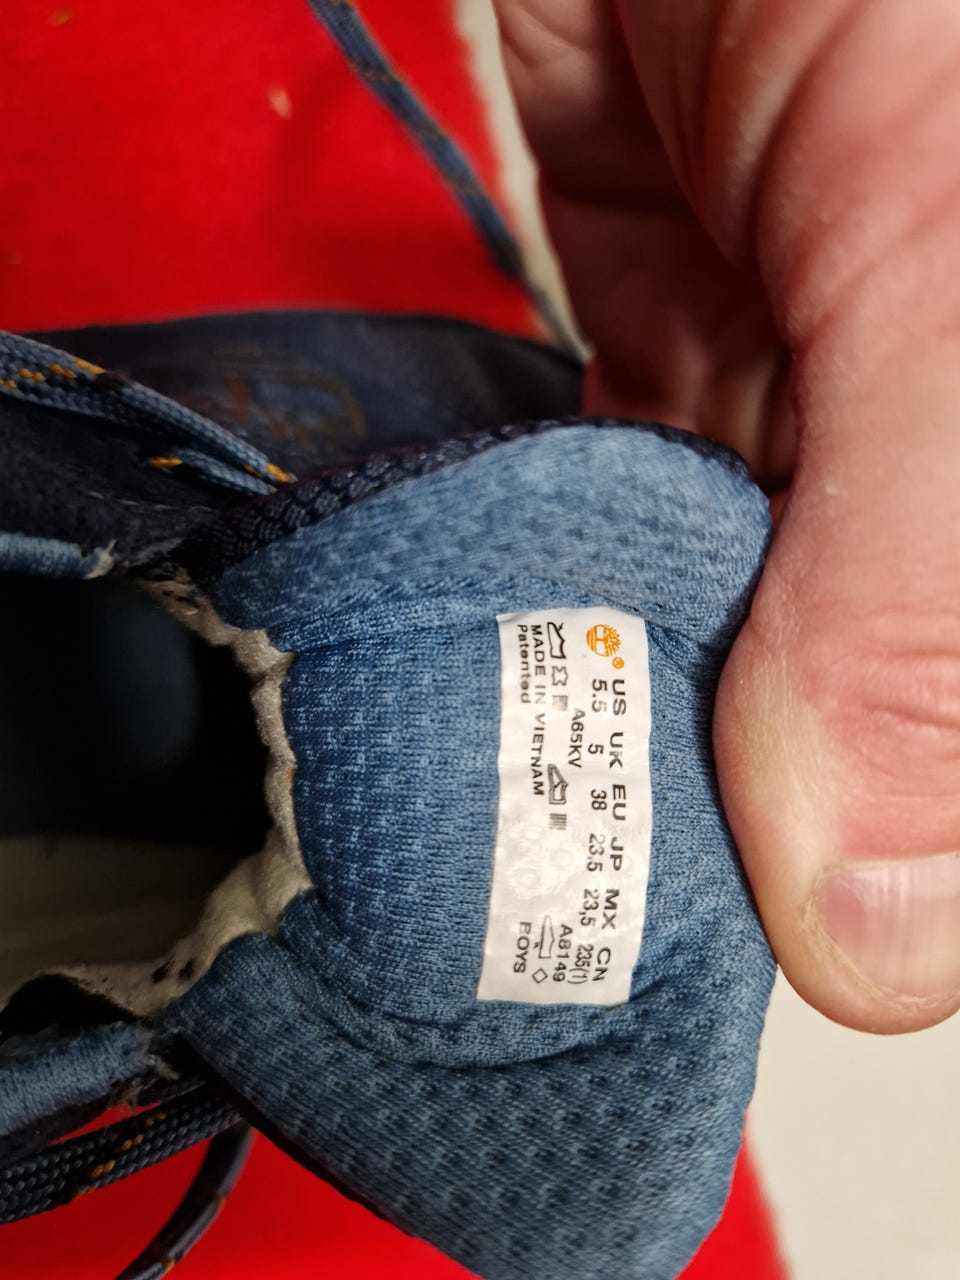 ®
US UK EU JP MX CN
5.5 5 38 23.5 23,5 235(1)
A65KV A8149
MADE IN VIETNAM BOYS
Patented